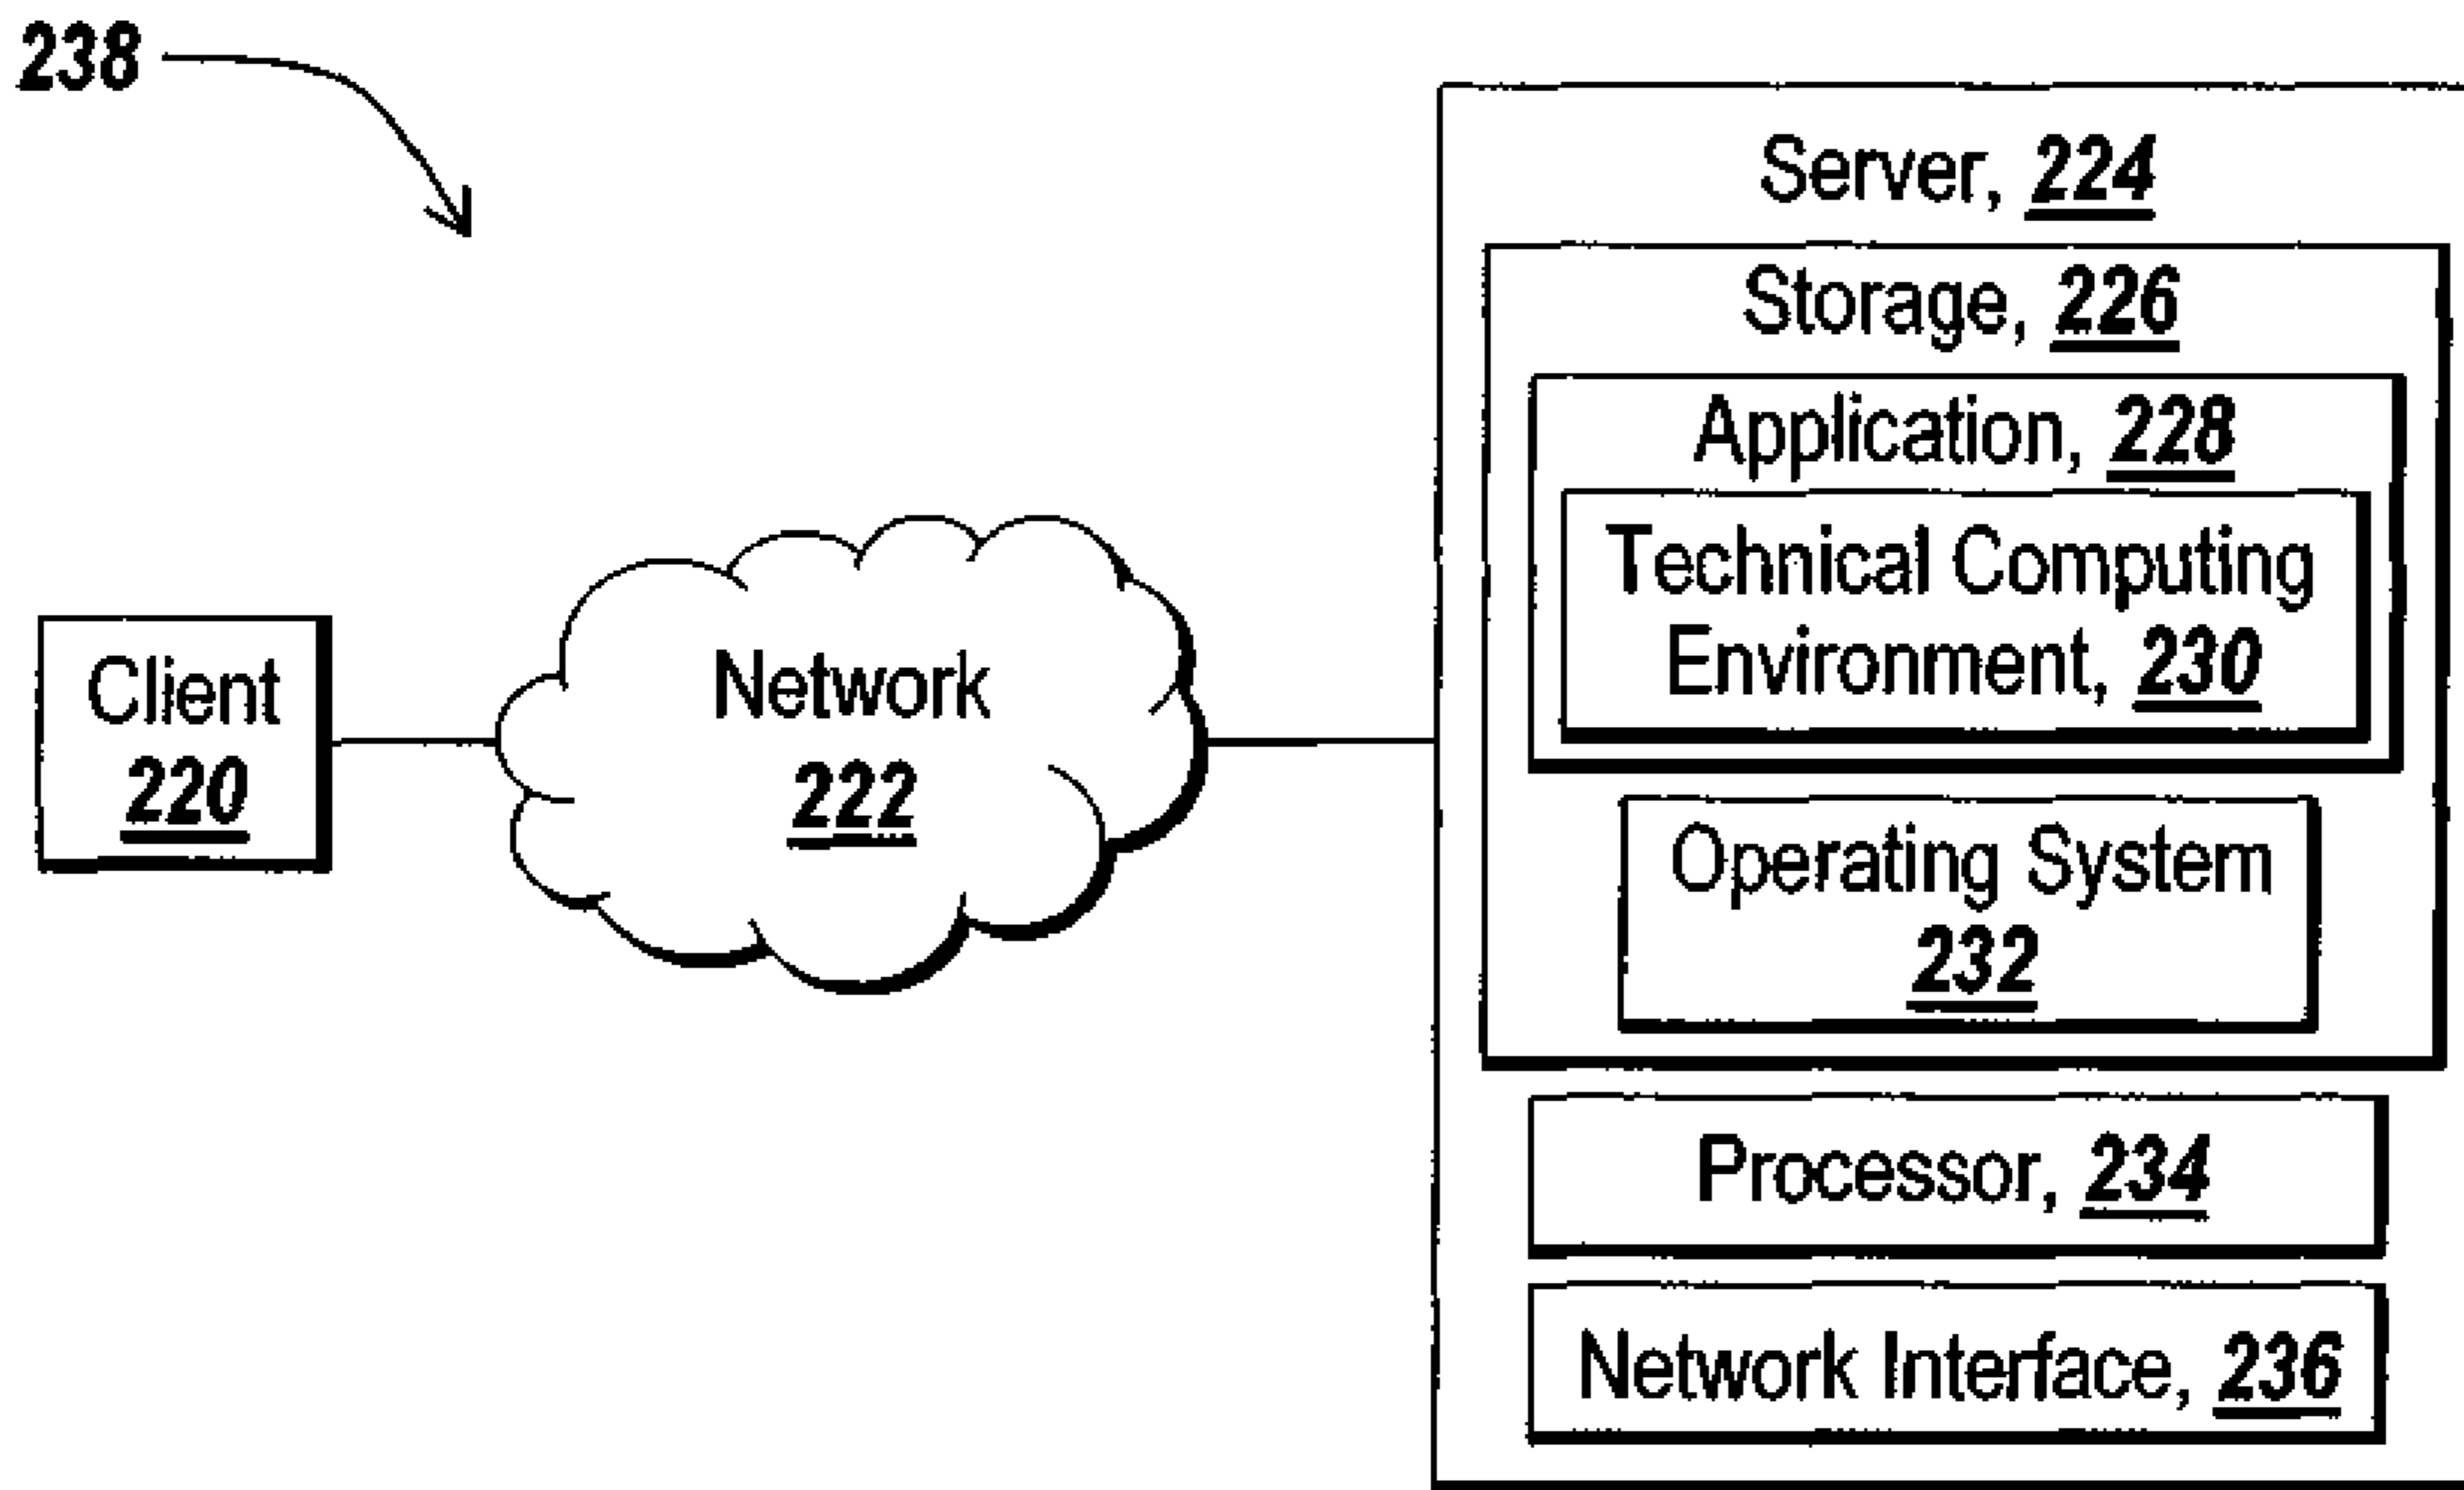 238
Client
220
Network
222
Server, 224
Storage, 226
Application, 228
Technical Computing
Environment, 230
Operating System
232
Processor, 234
Network Interface, 236